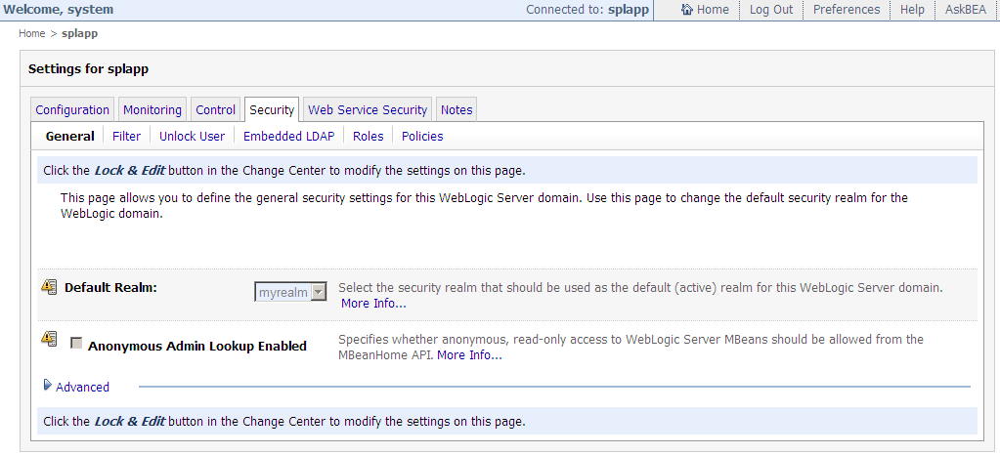 Welcome, system Connected to: splapp Home Log Out Preferences Help AskBEA
Home > splapp
Settings for splapp
Configuration Monitoring Control Security Web Service Security Notes
General Filter Unlock User Embedded LDAP Roles Policies
Click the Lock & Edit button in the Change Center to modify the settings on this page.
This page allows you to define the general security settings for this WebLogic Server domain. Use this page to change the default security realm for the
WebLogic domain.
Default Realm: myrealm Select the security realm that should be used as the default (active) realm for this WebLogic Server domain.
More Info...
Anonymous Admin Lookup Enabled Specifies whether anonymous, read-only access to WebLogic Server MBeans should be allowed from the
MBeanHome API. More Info...
Advanced
Click the Lock & Edit button in the Change Center to modify the settings on this page.